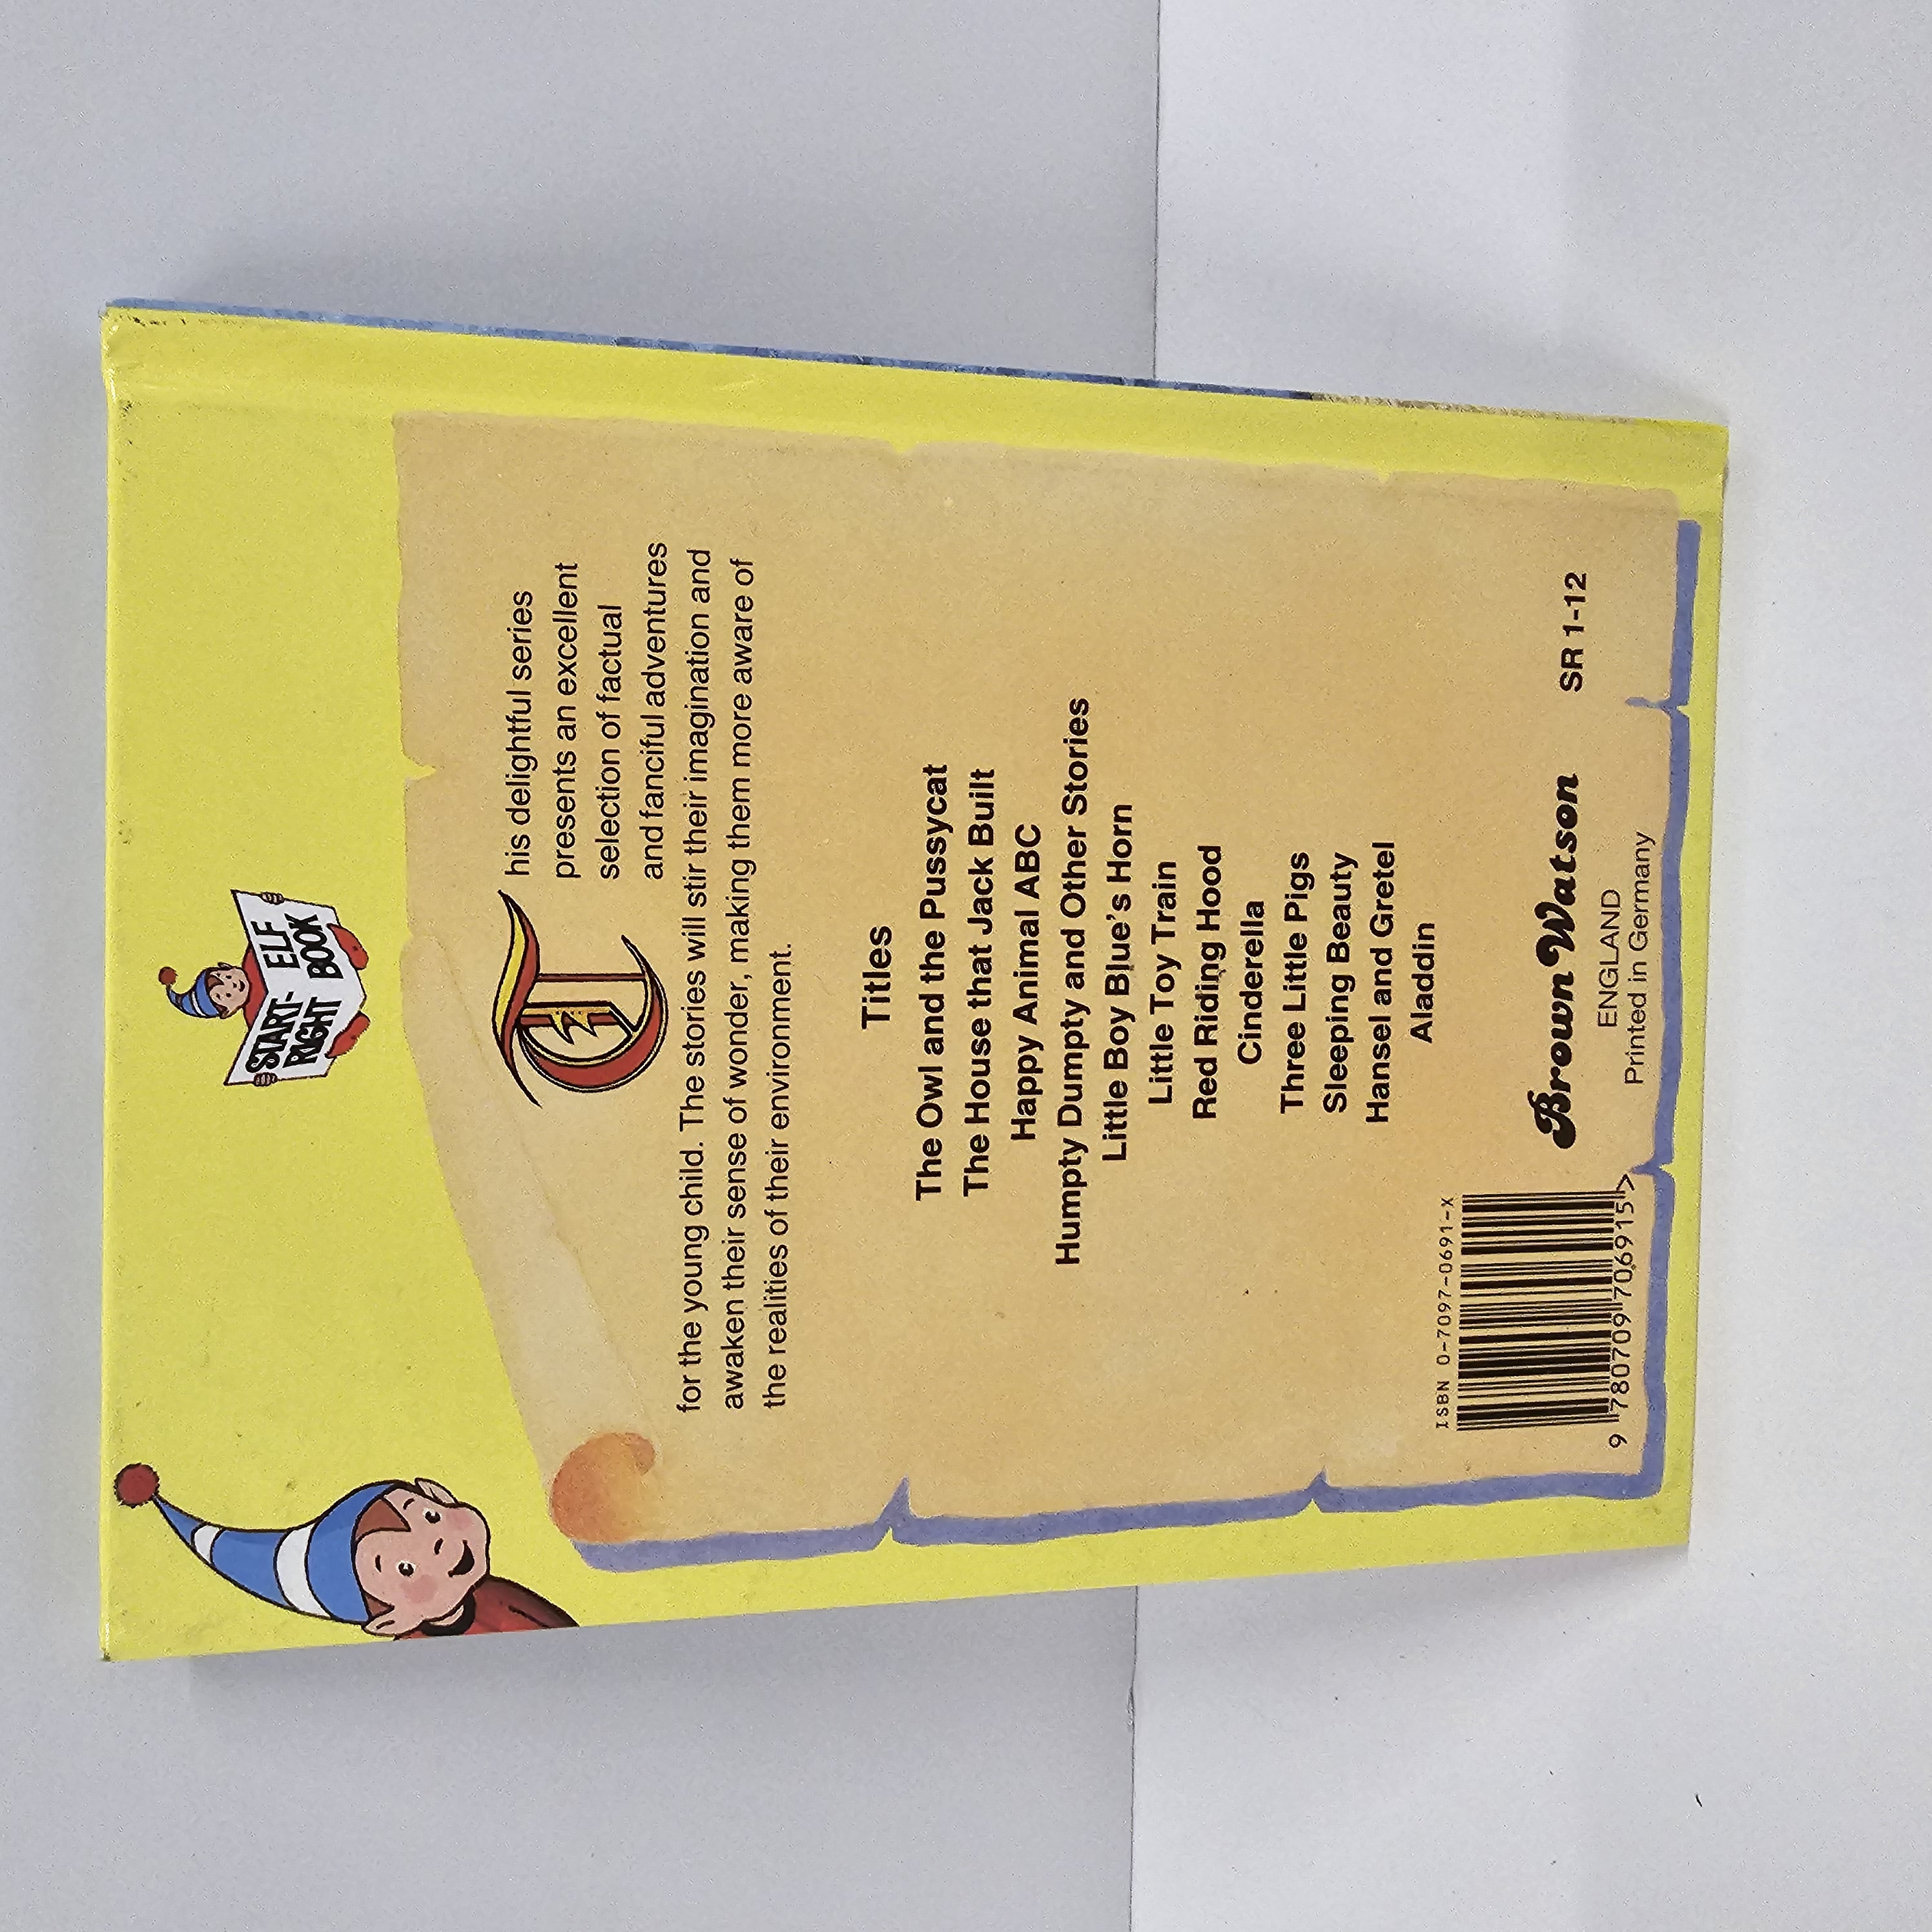 START-
RIGHT
ELF
BOOK
This delightful series
presents an excellent
selection of factual
and fanciful adventures
for the young child. The stories will stir their imagination and
awaken their sense of wonder, making them more aware of
the realities of their environment.
Titles
The Owl and the Pussycat
The House that Jack Built
Happy Animal ABC
Humpty Dumpty and Other Stories
Little Boy Blue's Horn
Little Toy Train
Red Riding Hood
Cinderella
Three Little Pigs
Sleeping Beauty
Hansel and Gretel
Aladdin
ISBN 0-7097-0691-X
9 780709 706915 >
Brown Watson
ENGLAND
Printed in Germany
SR 1-12